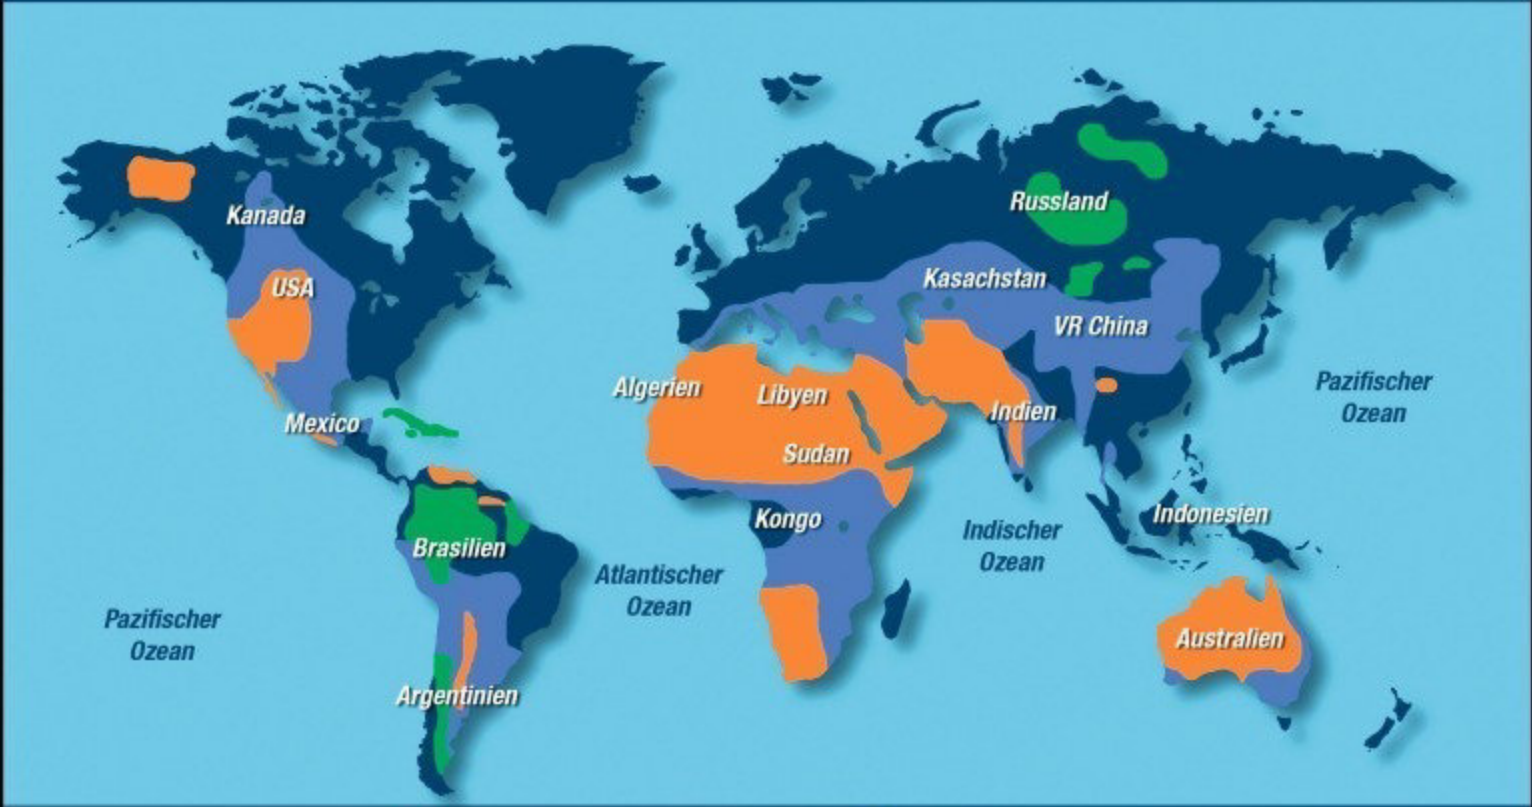 Kanada
Russland
USA
Kasachstan
VR China
Algerien
Libyen
Pazifischer
Ozean
Indien
Mexico
Sudan
Kongo
Indonesien
Indischer
Ozean
Brasilien
Atlantischer
Ozean
Pazifischer
Ozean
Australien
Argentinien